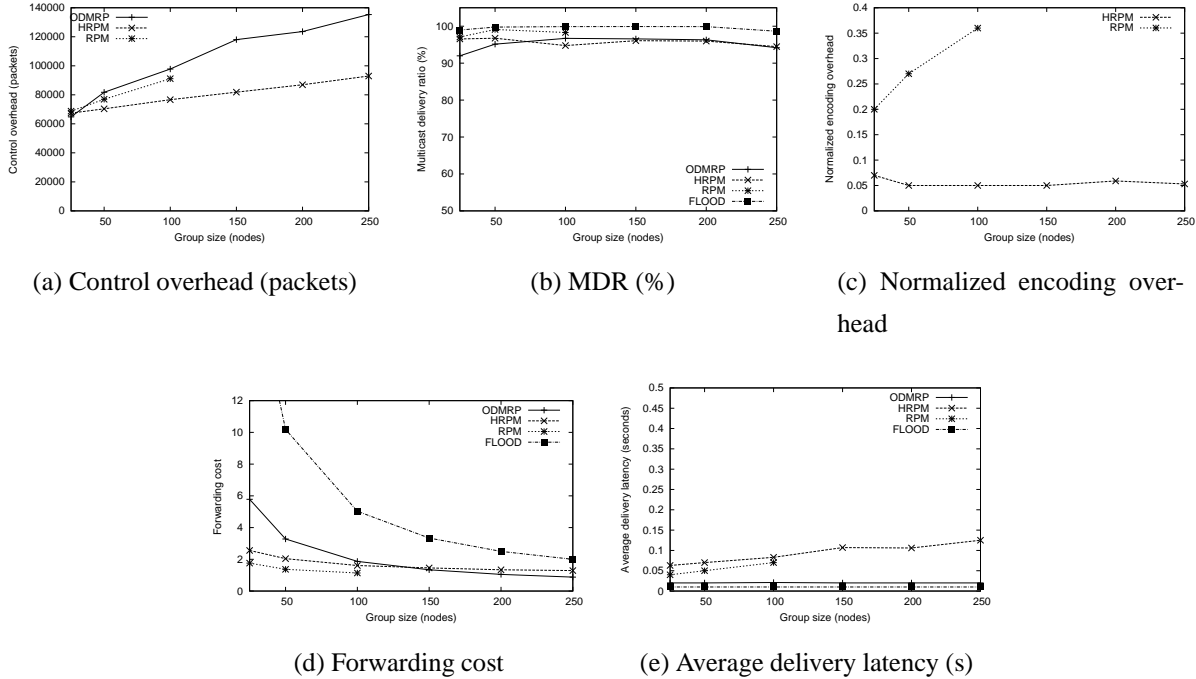 140000
120000
100000
80000
60000
40000
20000
0
Control overhead (packets)
ODMRP
HRPM
RPM
50 100 150 200 250
Group size (nodes)
(a) Control overhead (packets)
100
90
80
70
60
50
Multicast delivery ratio (%)
ODMRP
HRPM
RPM
FLOOD
50 100 150 200 250
Group size (nodes)
(b) MDR (%)
0.4
0.35
0.3
0.25
0.2
0.15
0.1
0.05
0
Normalized encoding overhead
HRPM
RPM
50 100 150 200 250
Group size (nodes)
(c) Normalized encoding over-
head
12
10
8
6
4
2
0
Forwarding cost
ODMRP
HRPM
RPM
FLOOD
50 100 150 200 250
Group size (nodes)
(d) Forwarding cost
0.5
0.45
0.4
0.35
0.3
0.25
0.2
0.15
0.1
0.05
0
Average delivery latency (seconds)
ODMRP
HRPM
RPM
FLOOD
50 100 150 200 250
Group size (nodes)
(e) Average delivery latency (s)